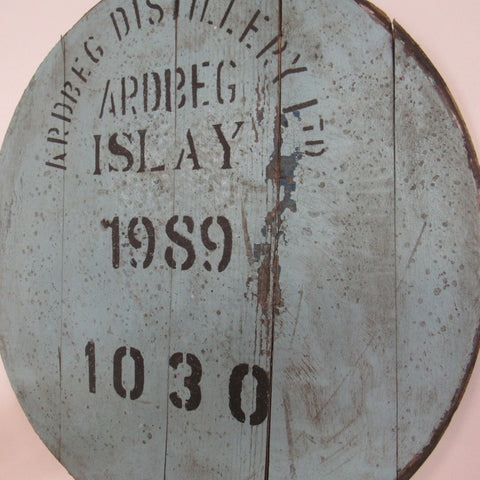 ARDBEG DISTILLERY LTD
ARDBEG
ISLAY
1989
1030